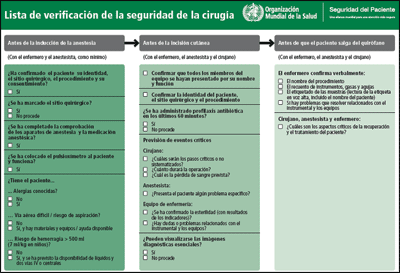 Lista de verificación de la seguridad de la cirugía
Organización
Mundial de la Salud
Seguridad del Paciente
Antes de la inducción de la anestesia
(Con el enfermero y el anestesista, como mínimo)
¿Ha confirmado el paciente su identidad,
el sitio quirúrgico, el procedimiento y su
consentimiento?
Sí
¿Se ha marcado el sitio quirúrgico?
Sí
No procede
¿Se ha completado la comprobación
de los aparatos de anestesia y la medicación
anestésica?
Sí
¿Se ha colocado el pulsioxímetro al paciente
y funciona?
Sí
¿Tiene el paciente...
... Alergias conocidas?
No
Sí
... Vía aérea difícil / riesgo de aspiración?
No
Sí, y hay materiales y equipos / ayuda disponible
... Riesgo de hemorragia > 500 ml
(7 ml/kg en niños)?
No
Sí, y se ha previsto la disponibilidad de líquidos y
dos vías IV o centrales
Antes de la incisión cutánea
(Con el enfermero, el anestesista y el cirujano)
Confirmar que todos los miembros del
equipo se hayan presentado por su nombre
y función
Confirmar la identidad del paciente,
el sitio quirúrgico y el procedimiento
¿Se ha administrado profilaxis antibiótica
en los últimos 60 minutos?
Sí
No procede
Previsión de eventos críticos
Cirujano:
¿Cuáles serán los pasos críticos o no
sistematizados?
¿Cuánto durará la operación?
¿Cuál es la pérdida de sangre prevista?
Anestesista:
¿Presenta el paciente algún problema específico?
Equipo de enfermería:
¿Se ha confirmado la esterilidad (con resultados
de los indicadores)?
¿Hay dudas o problemas relacionados con el
instrumental y los equipos?
¿Pueden visualizarse las imágenes
diagnósticas esenciales?
Sí
No procede
Antes de que el paciente salga del quirófano
(Con el enfermero, el anestesista y el cirujano)
El enfermero confirma verbalmente:
El nombre del procedimiento
El recuento de instrumentos, gasas y agujas
El etiquetado de las muestras (lectura de la etiqueta
en voz alta, incluido el nombre del paciente)
Si hay problemas que resolver relacionados con el
instrumental y los equipos
Cirujano, anestesista y enfermero:
¿Cuáles son los aspectos críticos de la recuperación
y el tratamiento del paciente?